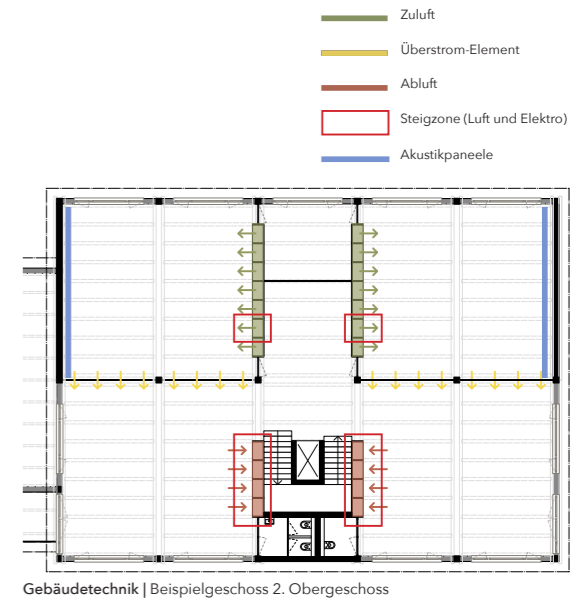 Zuluft
Überstrom-Element
Abluft
Steigzone (Luft und Elektro)
Akustikpaneele
Gebäudetechnik | Beispielgeschoss 2. Obergeschoss